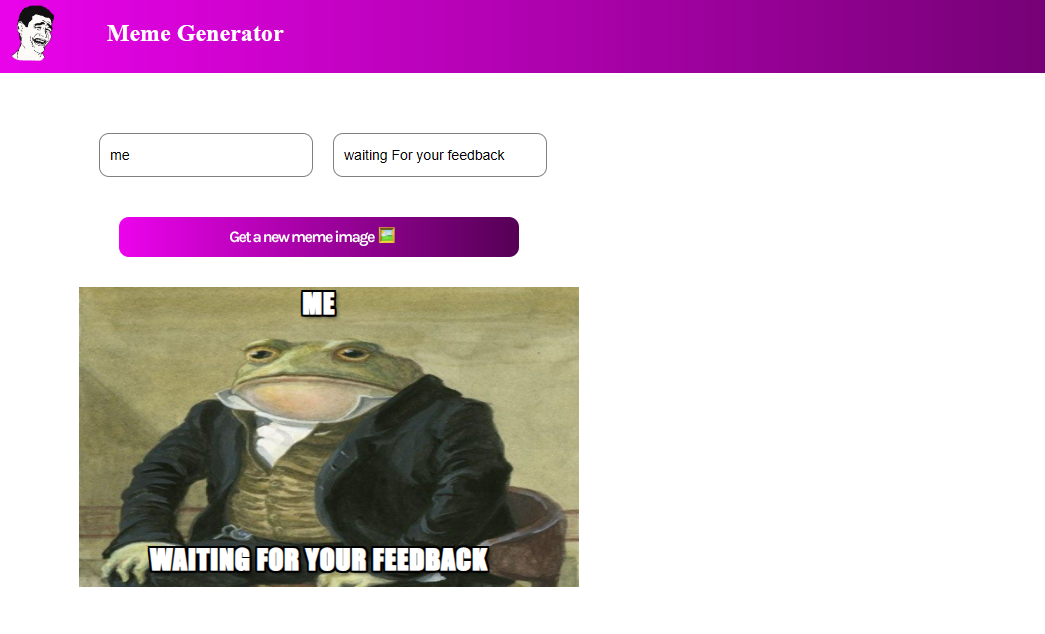 Meme Generator
me
waiting For your feedback
Get a new meme image 🖼️
ME
WAITING FOR YOUR FEEDBACK